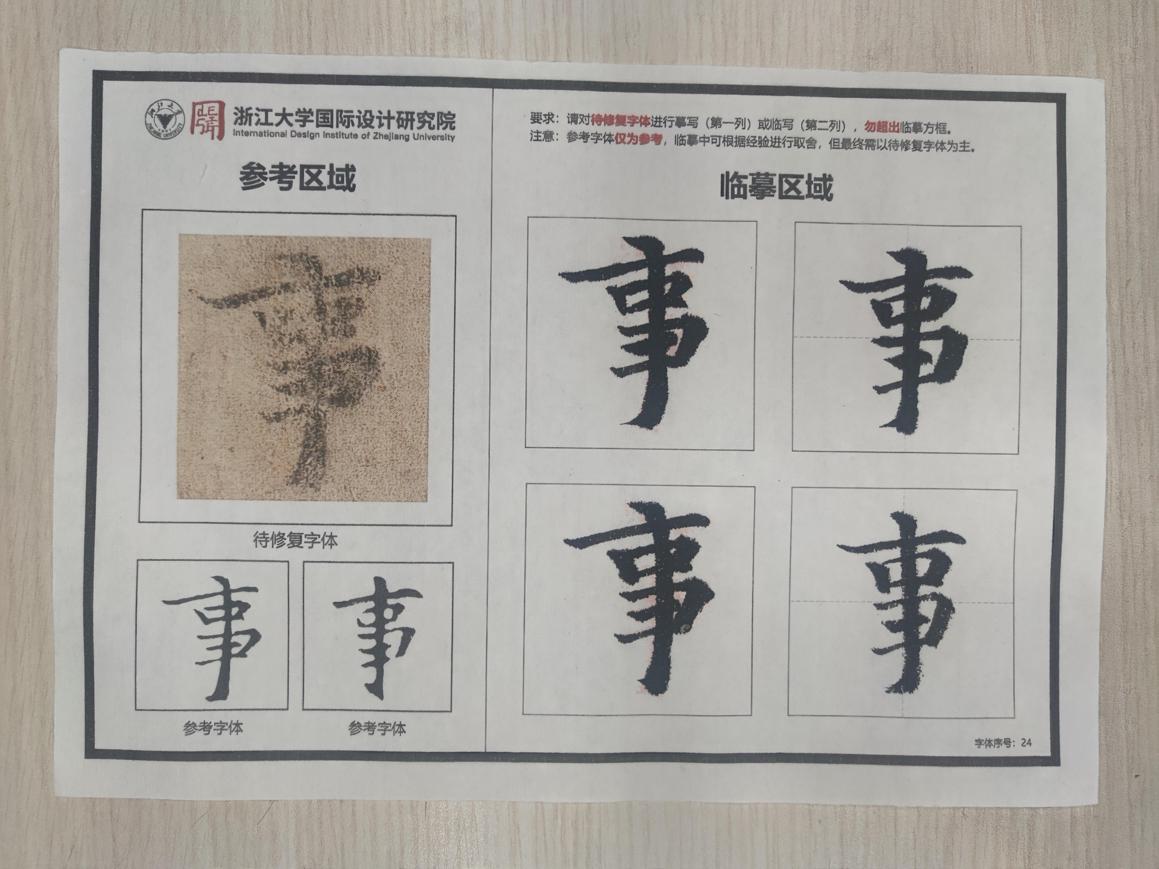 浙江大学国际设计研究院
International Design Institute of Zhejiang University
参考区域
事
待修复字体
事 事
参考字体 参考字体
要求：请对待修复字体进行摹写（第一列）或临写（第二列），勿超出临摹方框。
注意：参考字体仅为参考，临摹中可根据经验进行取舍，但最终需以待修复字体为主。
临摹区域
事 事
事 事
字体序号：24